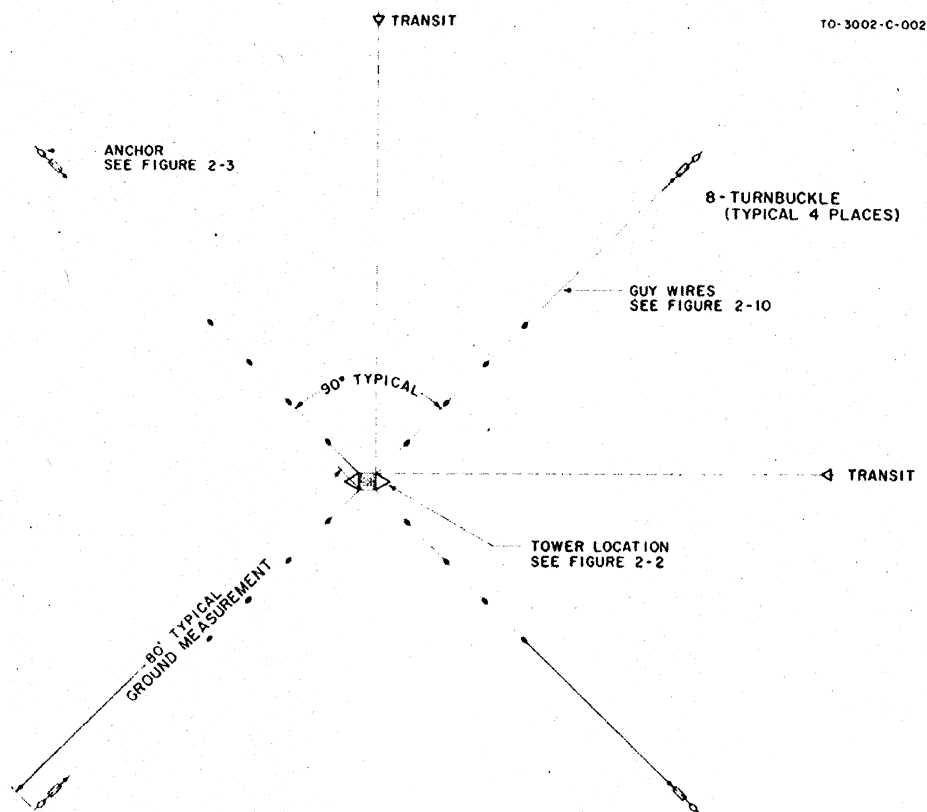 TRANSIT
TO-3002-C-002
ANCHOR
SEE FIGURE 2-3
8-TURNBUCKLE
(TYPICAL 4 PLACES)
GUY WIRES
SEE FIGURE 2-10
90° TYPICAL
TRANSIT
TOWER LOCATION
SEE FIGURE 2-2
80' TYPICAL
GROUND MEASUREMENT